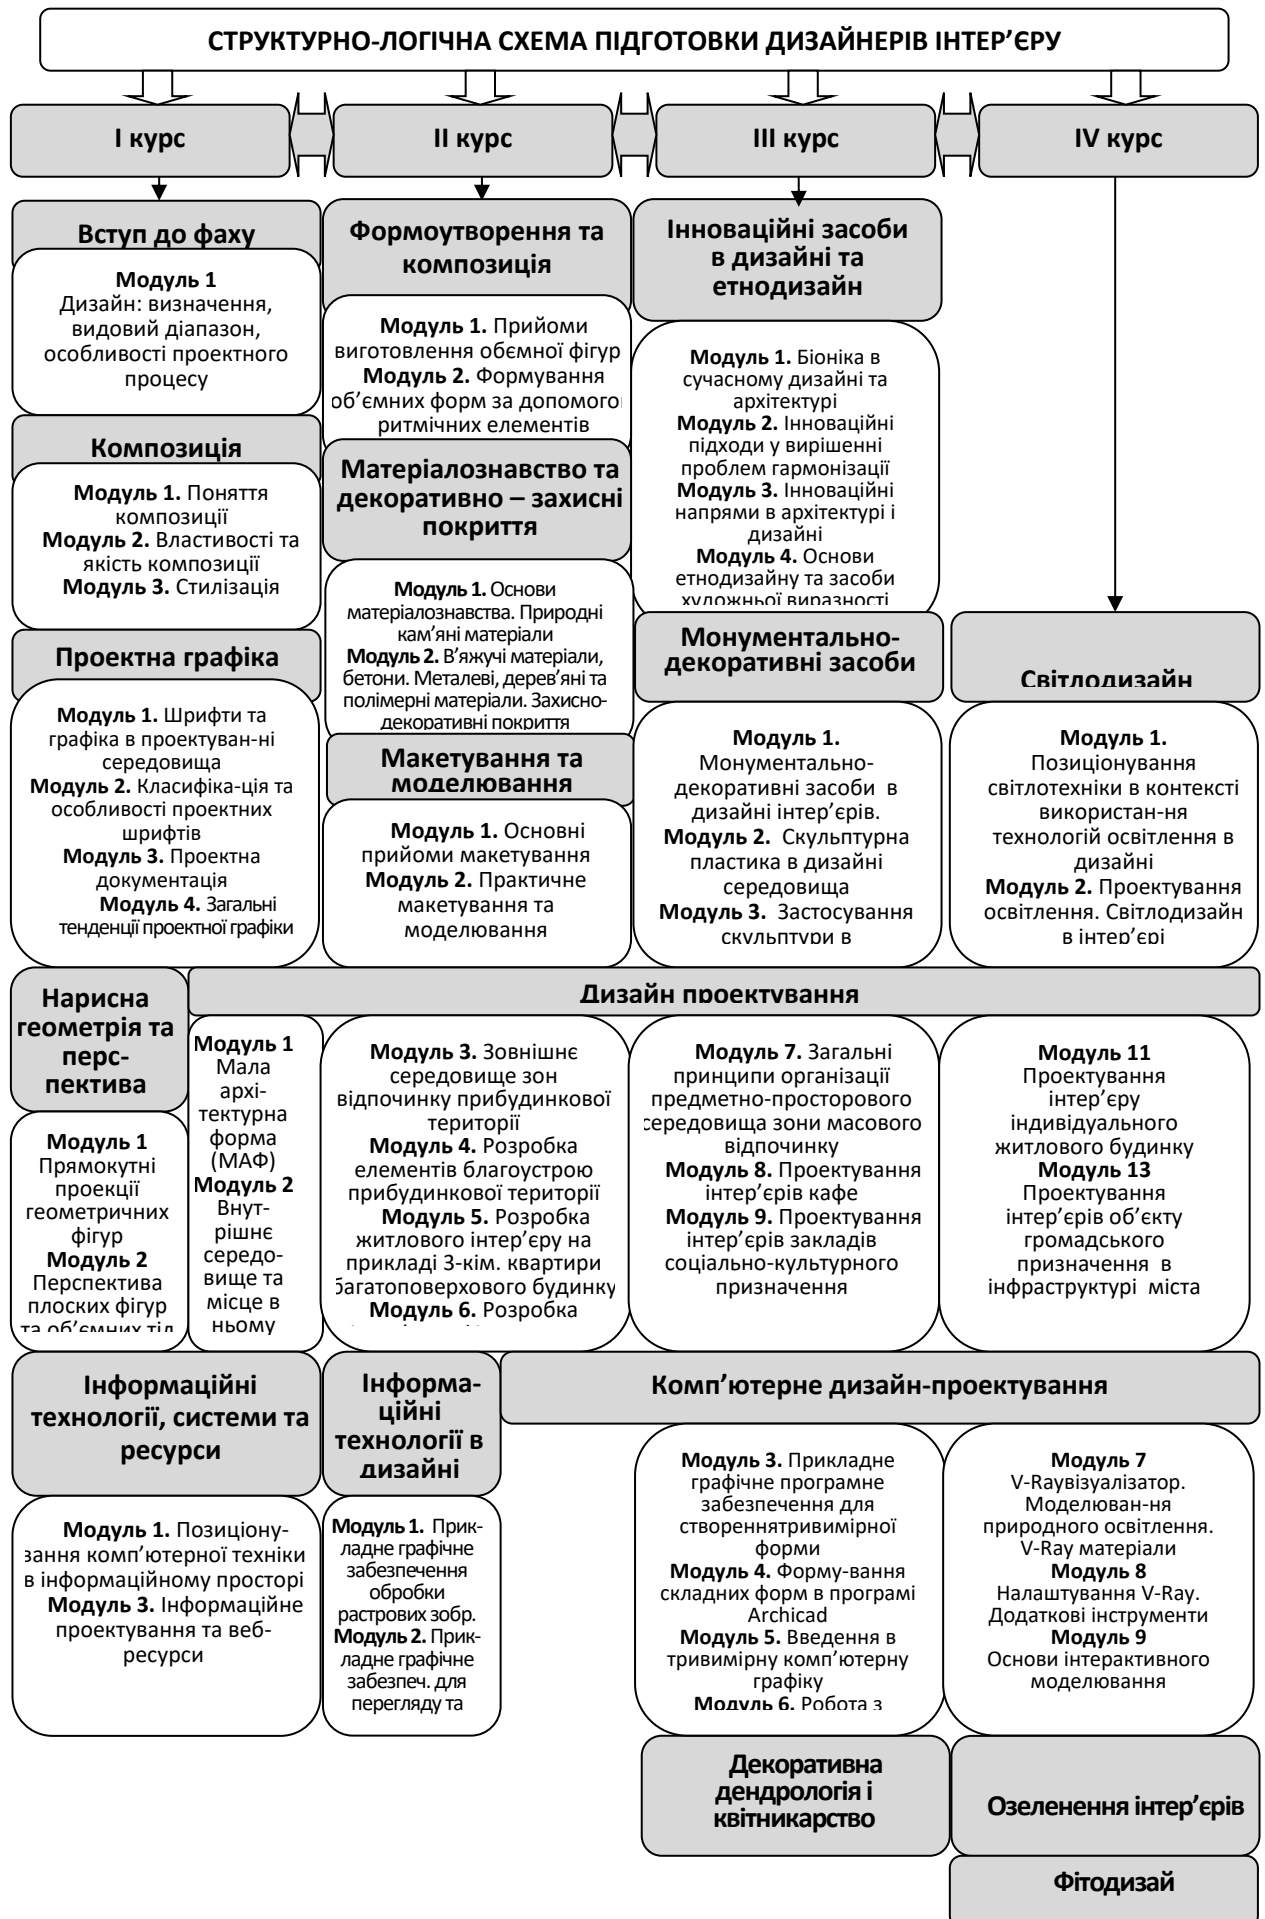 СТРУКТУРНО-ЛОГІЧНА СХЕМА ПІДГОТОВКИ ДИЗАЙНЕРІВ ІНТЕР’ЄРУ
І курс
ІІ курс
ІІІ курс
IV курс
Вступ до фаху
Модуль 1
Дизайн: визначення,
видовий діапазон,
особливості проектного
процесу
Композиція
Модуль 1. Поняття
композиції
Модуль 2. Властивості та
якість композиції
Модуль 3. Стилізація
Проектна графіка
Модуль 1. Шрифти та
графіка в проектуван-ні
середовища
Модуль 2. Класифіка-ція та
особливості проектних
шрифтів
Модуль 3. Проектна
документація
Модуль 4. Загальні
тенденції проектної графіки
Формоутворення та
композиція
Модуль 1. Прийоми
виготовлення обємної фігур
Модуль 2. Формування
об’ємних форм за допомого
ритмічних елементів
Матеріалознавство та
декоративно – захисні
покриття
Модуль 1. Основи
матеріалознавства. Природні
кам’яні матеріали
Модуль 2. В’яжучі матеріали,
бетони. Металеві, дерев’яні та
полімерні матеріали. Захисно-
декоративні покриття
Макетування та
моделювання
Модуль 1. Основні
прийоми макетування
Модуль 2. Практичне
макетування та
моделювання
Інноваційні засоби
в дизайні та
етнодизайн
Модуль 1. Біоніка в
сучасному дизайні та
архітектурі
Модуль 2. Інноваційні
підходи у вирішенні
проблем гармонізації
Модуль 3. Інноваційні
напрями в архітектурі і
дизайні
Модуль 4. Основи
етнодизайну та засоби
художньої виразності
Монументально-
декоративні засоби
Модуль 1.
Монументально-
декоративні засоби в
дизайні інтер’єрів.
Модуль 2. Скульптурна
пластика в дизайні
середовища
Модуль 3. Застосування
скульптури в
Світлодизайн
Модуль 1.
Позиціонування
світлотехніки в контексті
використан-ня
технологій освітлення в
дизайні
Модуль 2. Проектування
освітлення. Світлодизайн
в інтер’єрі
Нарисна
геометрія та
перс-
пектива
Модуль 1
Прямокутні
проекції
геометричних
фігур
Модуль 2
Перспектива
плоских фігур
та об’ємних тіл
Дизайн проектування
Модуль 1
Мала
архі-
тектурна
форма
(МАФ)
Модуль 2
Внут-
рішнє
середо-
вище та
місце в
ньому
Модуль 3. Зовнішнє
середовище зон
відпочинку прибудинкової
території
Модуль 4. Розробка
елементів благоустрою
прибудинкової території
Модуль 5. Розробка
житлового інтер’єру на
прикладі 3-кім. квартири
багатоповерхового будинку
Модуль 6. Розробка
Модуль 7. Загальні
принципи організації
предметно-просторового
середовища зони масового
відпочинку
Модуль 8. Проектування
інтер’єрів кафе
Модуль 9. Проектування
інтер’єрів закладів
соціально-культурного
призначення
Модуль 11
Проектування
інтер’єру
індивідуального
житлового будинку
Модуль 13
Проектування
інтер’єрів об’єкту
громадського
призначення в
інфраструктурі міста
Інформаційні
технології, системи та
ресурси
Модуль 1. Позиціону-
вання комп’ютерної техніки
в інформаційному просторі
Модуль 3. Інформаційне
проектування та веб-
ресурси
Інформа-
ційні
технології в
дизайні
Модуль 1. Прик-
ладне графічне
забезпечення
обробки
растрових зобр.
Модуль 2. Прик-
ладне графічне
забезпеч. для
перегляду та
Комп’ютерне дизайн-проектування
Модуль 3. Прикладне
графічне програмне
забезпечення для
створеннятривимірної
форми
Модуль 4. Форму-вання
складних форм в програмі
Archicad
Модуль 5. Введення в
тривимірну комп’ютерну
графіку
Модуль 6. Робота з
Модуль 7
V-Rayвізуалізатор.
Моделюван-ня
природного освітлення.
V-Ray матеріали
Модуль 8
Налаштування V-Ray.
Додаткові інструменти
Модуль 9
Основи інтерактивного
моделювання
Декоративна
дендрологія і
квітникарство
Озеленення інтер’єрів
Фітодизай